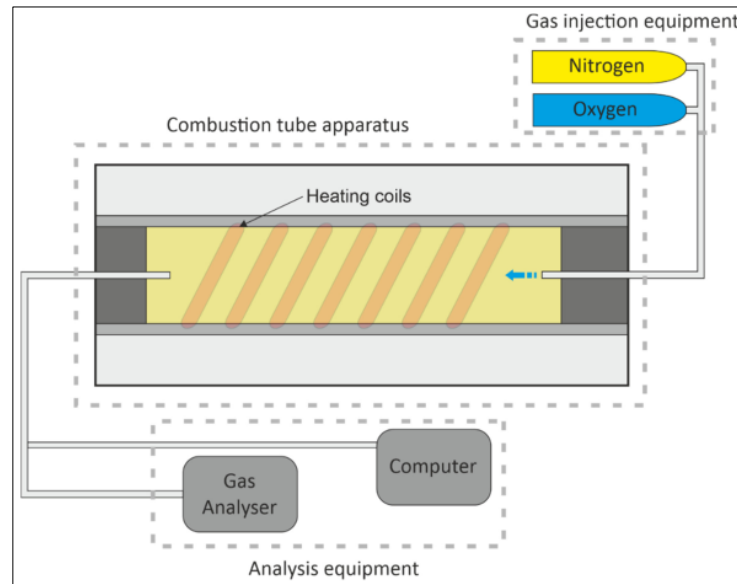 Gas injection equipment
Nitrogen
Oxygen
Combustion tube apparatus
Heating coils
Computer
Gas
Analyser
Analysis equipment